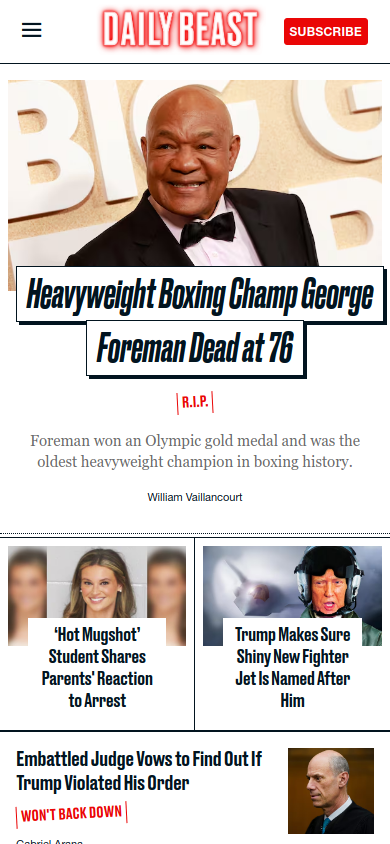 DAILY BEAST
SUBSCRIBE
BIG G
Heavyweight Boxing Champ George
Foreman Dead at 76
R.I.P.
Foreman won an Olympic gold medal and was the
oldest heavyweight champion in boxing history.
William Vaillancourt
‘Hot Mugshot’
Student Shares
Parents' Reaction
to Arrest
Trump Makes Sure
Shiny New Fighter
Jet Is Named After
Him
Embattled Judge Vows to Find Out If
Trump Violated His Order
WON'T BACK DOWN
Gabriel Arana